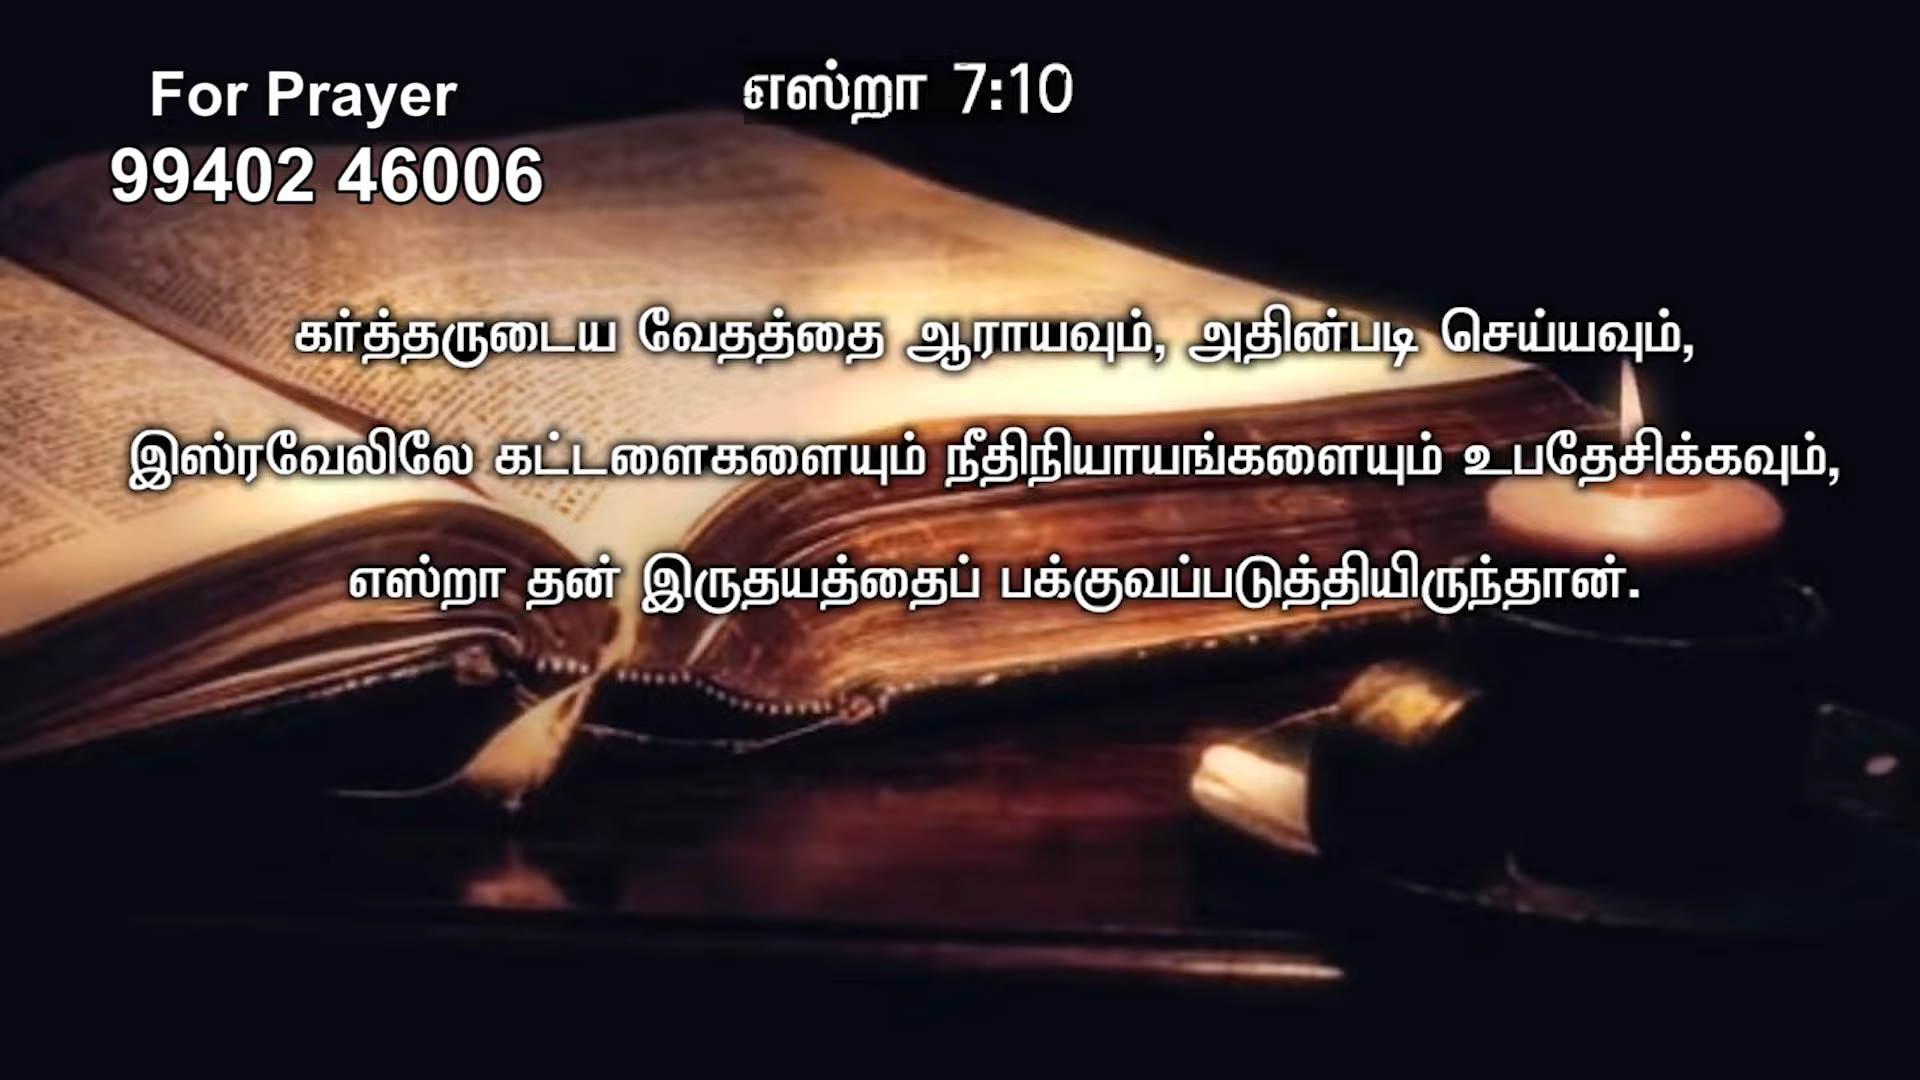 For Prayer
99402 46006
எஸ்றா 7:10
கர்த்தருடைய வேதத்தை ஆராயவும், அதின்படி செய்யவும்,
இஸ்ரவேலிலே கட்டளைகளையும் நீதிநியாயங்களையும் உபதேசிக்கவும்,
எஸ்றா தன் இருதயத்தைப் பக்குவப்படுத்தியிருந்தான்.